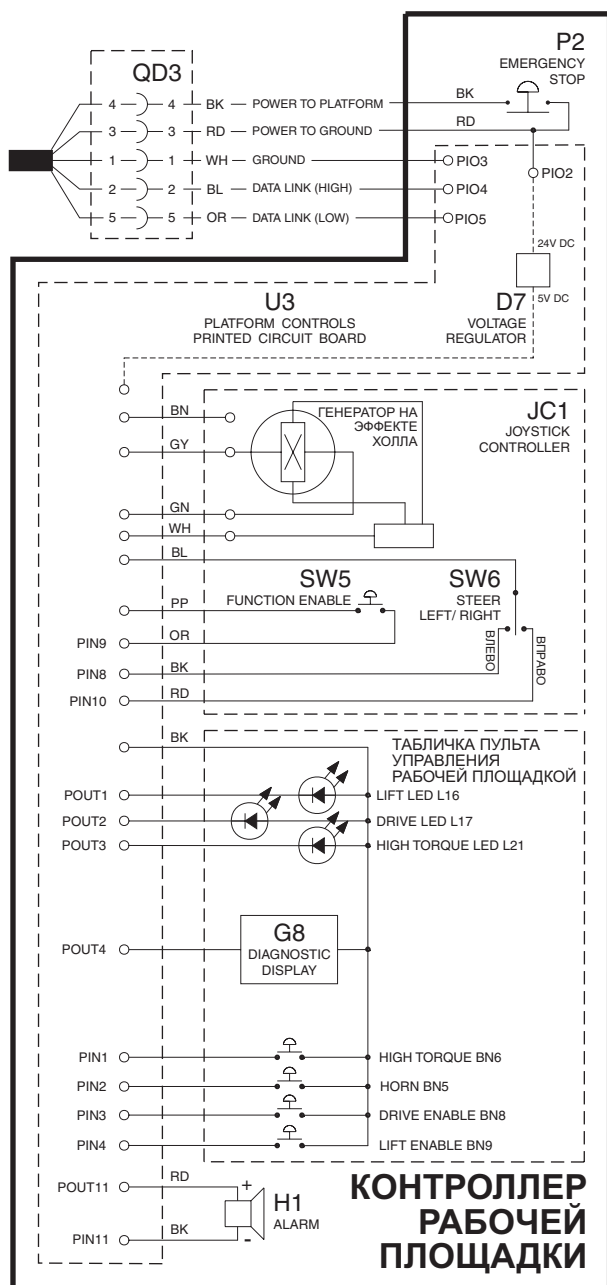 P2
EMERGENCY
STOP
QD3
4 4 BK POWER TO PLATFORM BK
3 3 RD POWER TO GROUND RD
1 1 WH GROUND PIO3
PIO2
2 2 BL DATA LINK (HIGH) PIO4
5 5 OR DATA LINK (LOW) PIO5
24V DC
5V DC
U3
PLATFORM CONTROLS
PRINTED CIRCUIT BOARD
D7
VOLTAGE
REGULATOR
BN
ГЕНЕРАТОР НА
ЭФФЕКТЕ
ХОЛЛА
JC1
JOYSTICK
CONTROLLER
GY
GN
WH
BL
SW5
FUNCTION ENABLE
SW6
STEER
LEFT/ RIGHT
PP
PIN9 OR
PIN8 BK
PIN10 RD
ВЛЕВО
ВПРАВО
BK
ТАБЛИЧКА ПУЛЬТА
УПРАВЛЕНИЯ
РАБОЧЕЙ ПЛОЩАДКОЙ
POUT1 LIFT LED L16
POUT2 DRIVE LED L17
POUT3 HIGH TORQUE LED L21
POUT4
G8
DIAGNOSTIC
DISPLAY
PIN1 HIGH TORQUE BN6
PIN2 HORN BN5
PIN3 DRIVE ENABLE BN8
PIN4 LIFT ENABLE BN9
POUT11 RD +
H1
ALARM
PIN11 BK -
КОНТРОЛЛЕР
РАБОЧЕЙ
ПЛОЩАДКИ